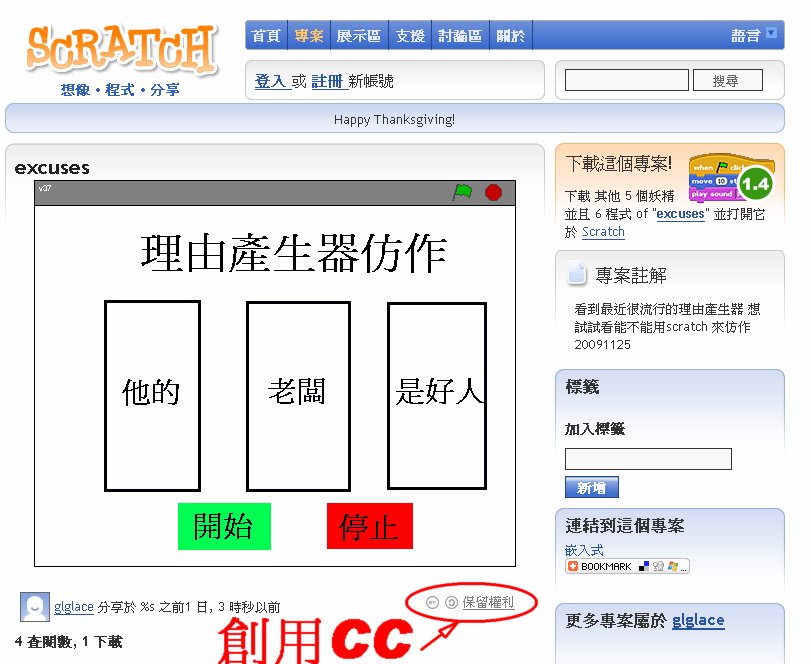 SCRATCH
想像・程式・分享
首頁 專案 展示區 支援 討論區 關於 語言
登入 或 註冊 新帳號
搜尋
Happy Thanksgiving!
excuses
v37
理由產生器仿作
他的 老闆 是好人
開始 停止
glglace 分享於 %s 之前1 日, 3 時秒以前
cc 保留權利
4 查閱數, 1 下載
創用CC
下載這個專案!
when click
move 10 st
play sound
1.4
下載 其他 5 個妖精
並且 6 程式 of "excuses" 並打開它
於 Scratch
專案註解
看到最近很流行的理由產生器 想
試試看能不能用scratch 來仿作
20091125
標籤
加入標籤
新增
連結到這個專案
嵌入式
BOOKMARK
更多專案屬於 glglace